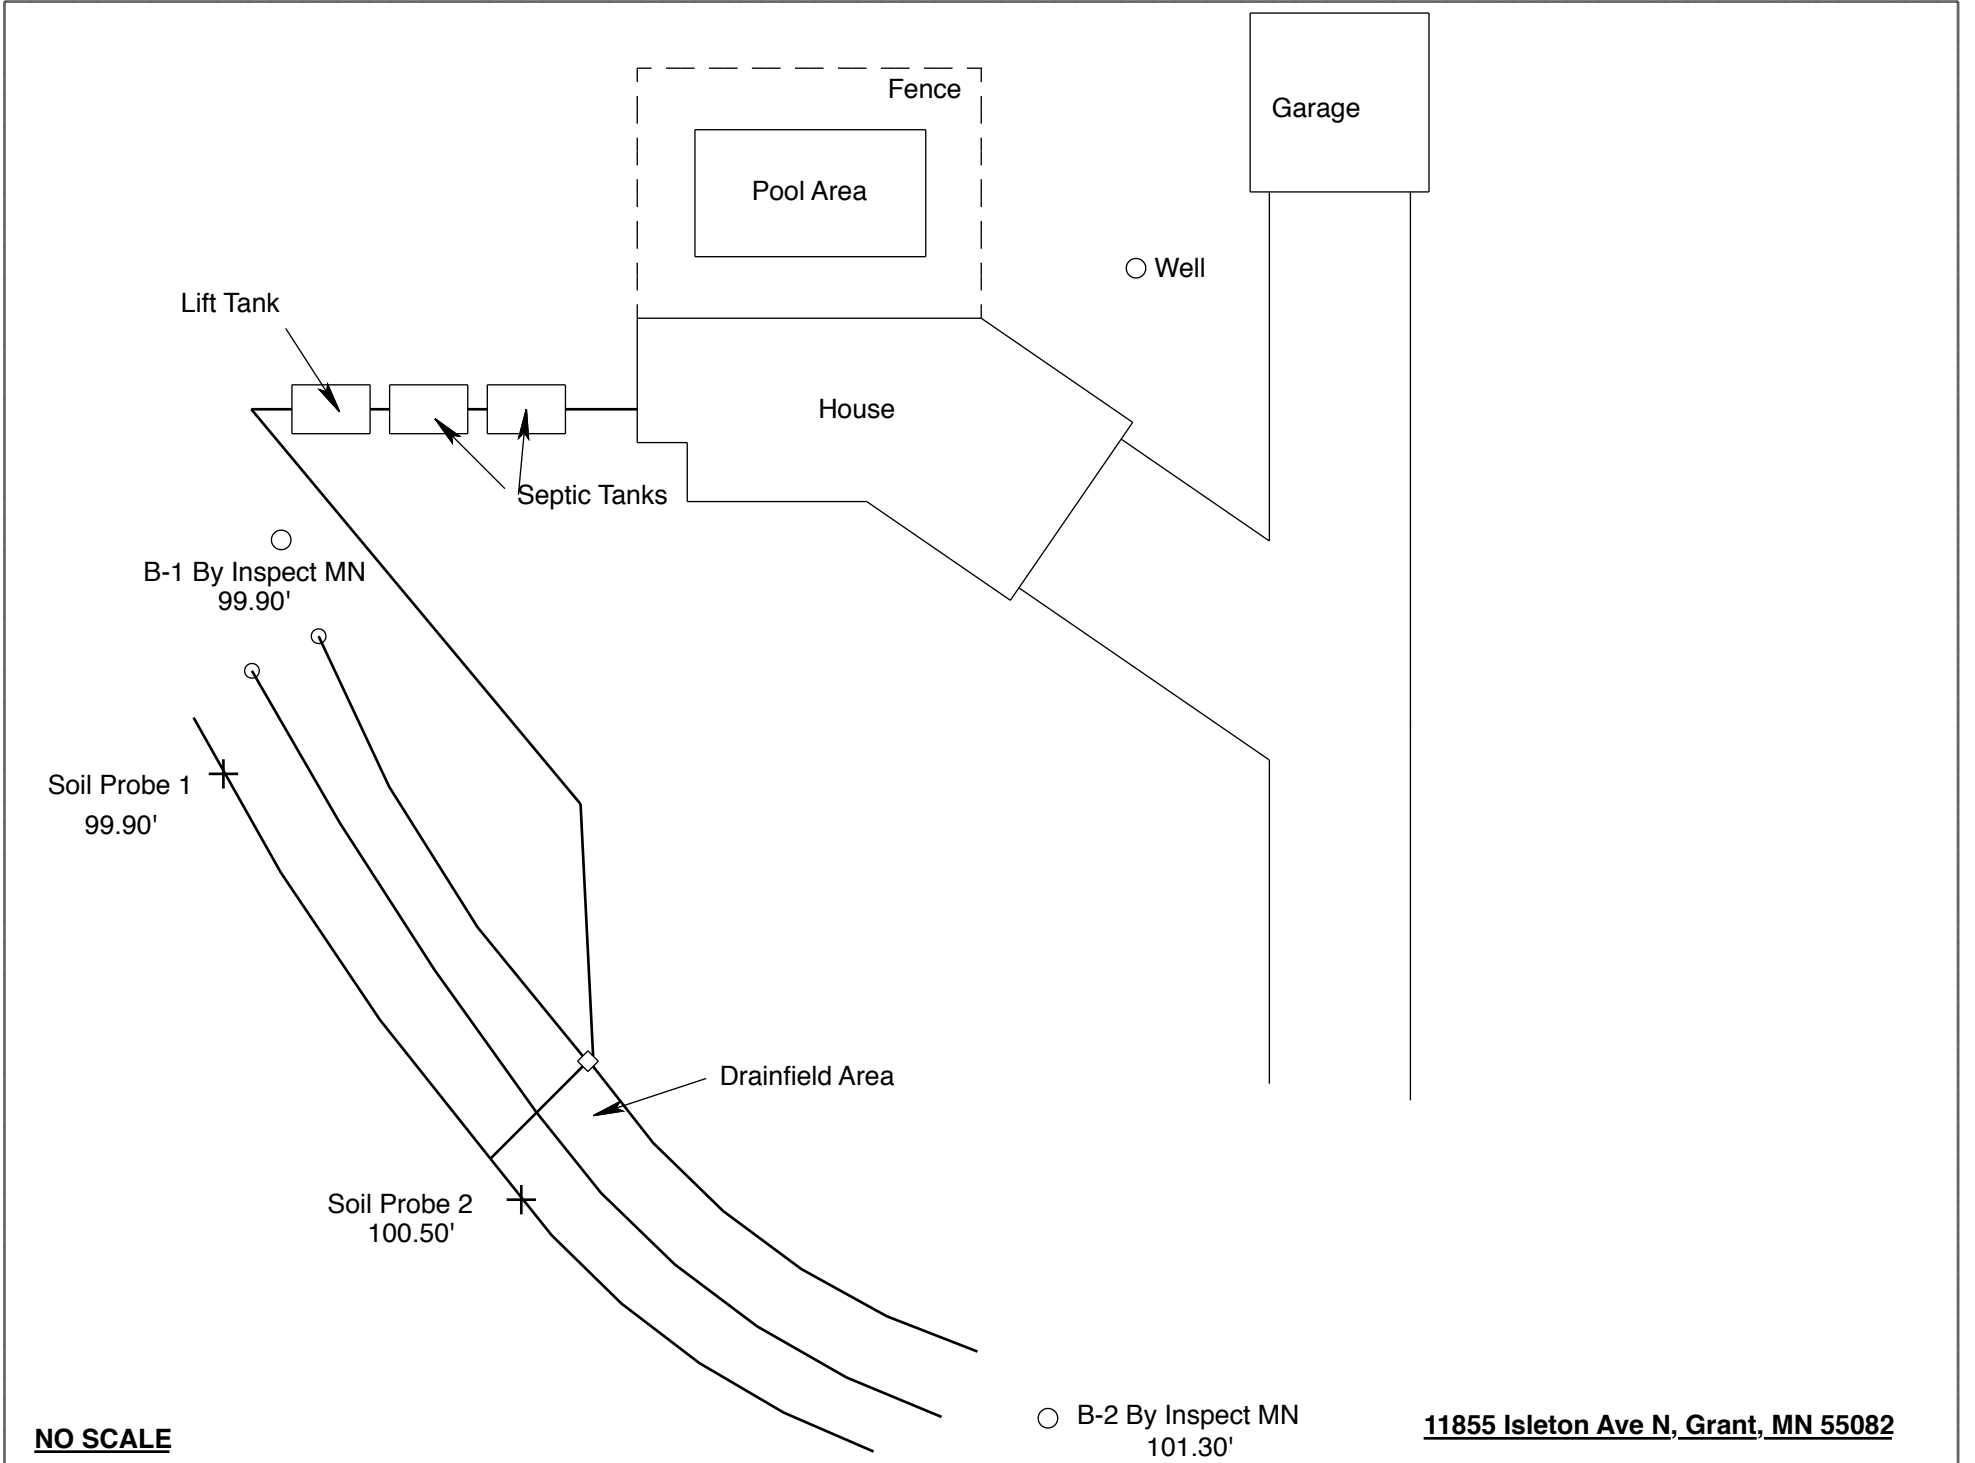 Fence
Garage
Pool Area
Well
Lift Tank
House
Septic Tanks
B-1 By Inspect MN
99.90'
Soil Probe 1
99.90'
Drainfield Area
Soil Probe 2
100.50'
B-2 By Inspect MN
101.30'
NO SCALE
11855 Isleton Ave N, Grant, MN 55082